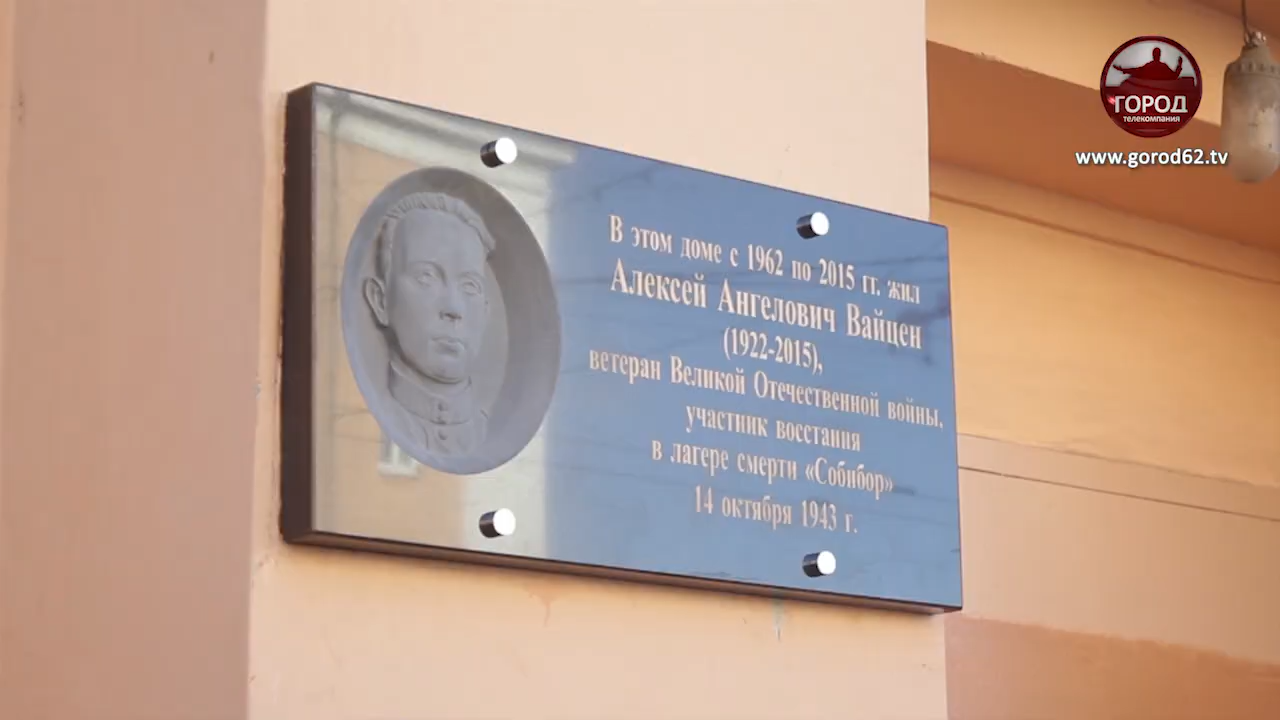 ГОРОД
телекомпания
www.gorod62.tv
В этом доме с 1962 по 2015 гг. жил
Алексей Ангелович Вайцен
(1922-2015),
ветеран Великой Отечественной войны,
участник восстания
в лагере смерти «Собибор»
14 октября 1943 г.